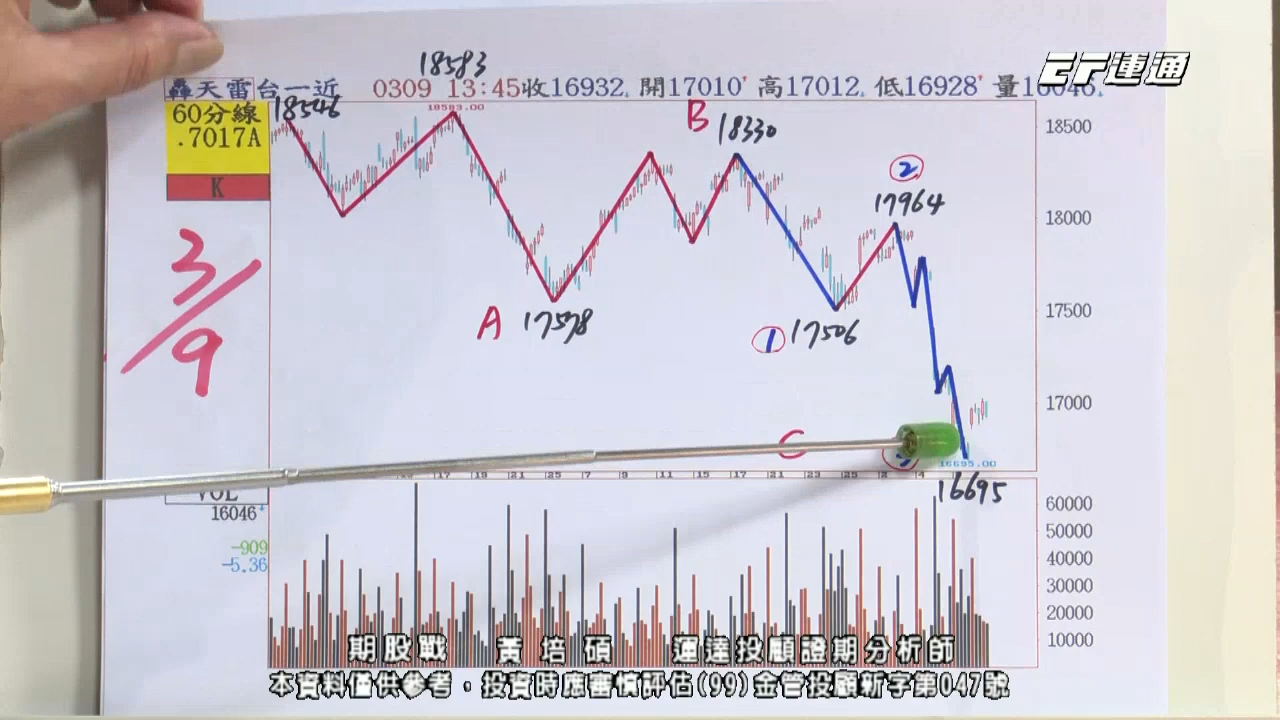 18583
EF運通
轟天雷台一近 0309 13:45收16932 開17010 高17012 低16928 量16046
60分線
.7017A
K
18546
18583.00
B
18330
②
17964
3/9
A
17578
①
17506
C
16695.00
16695
18500
18000
17500
17000
VOL
16046
-909
-5.36
60000
50000
40000
30000
20000
10000
期股戰 黃培碩 運達投顧證期分析師
本資料僅供參考，投資時應審慎評估(99)金管投顧新字第047號